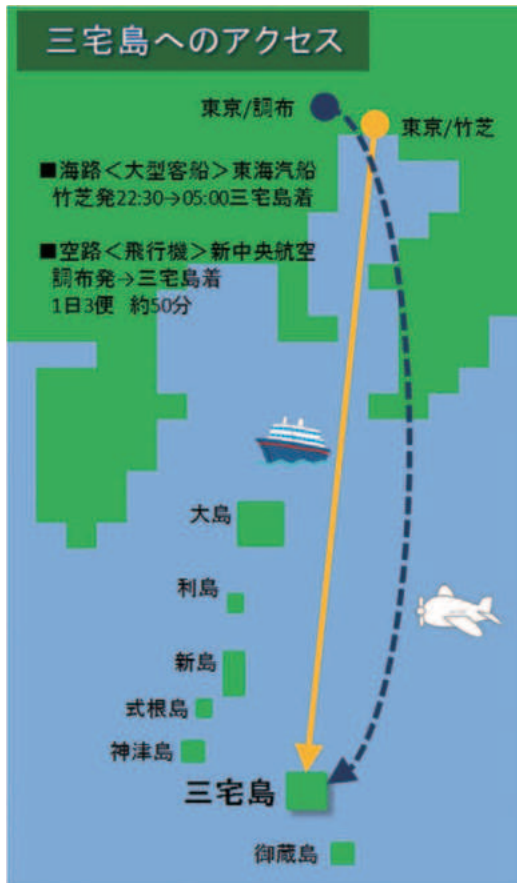 三宅島へのアクセス
東京/調布
東京/竹芝
■海路＜大型客船＞東海汽船
竹芝発22:30→05:00三宅島着
■空路＜飛行機＞新中央航空
調布発→三宅島着
1日3便 約50分
大島
利島
新島
式根島
神津島
三宅島
御蔵島